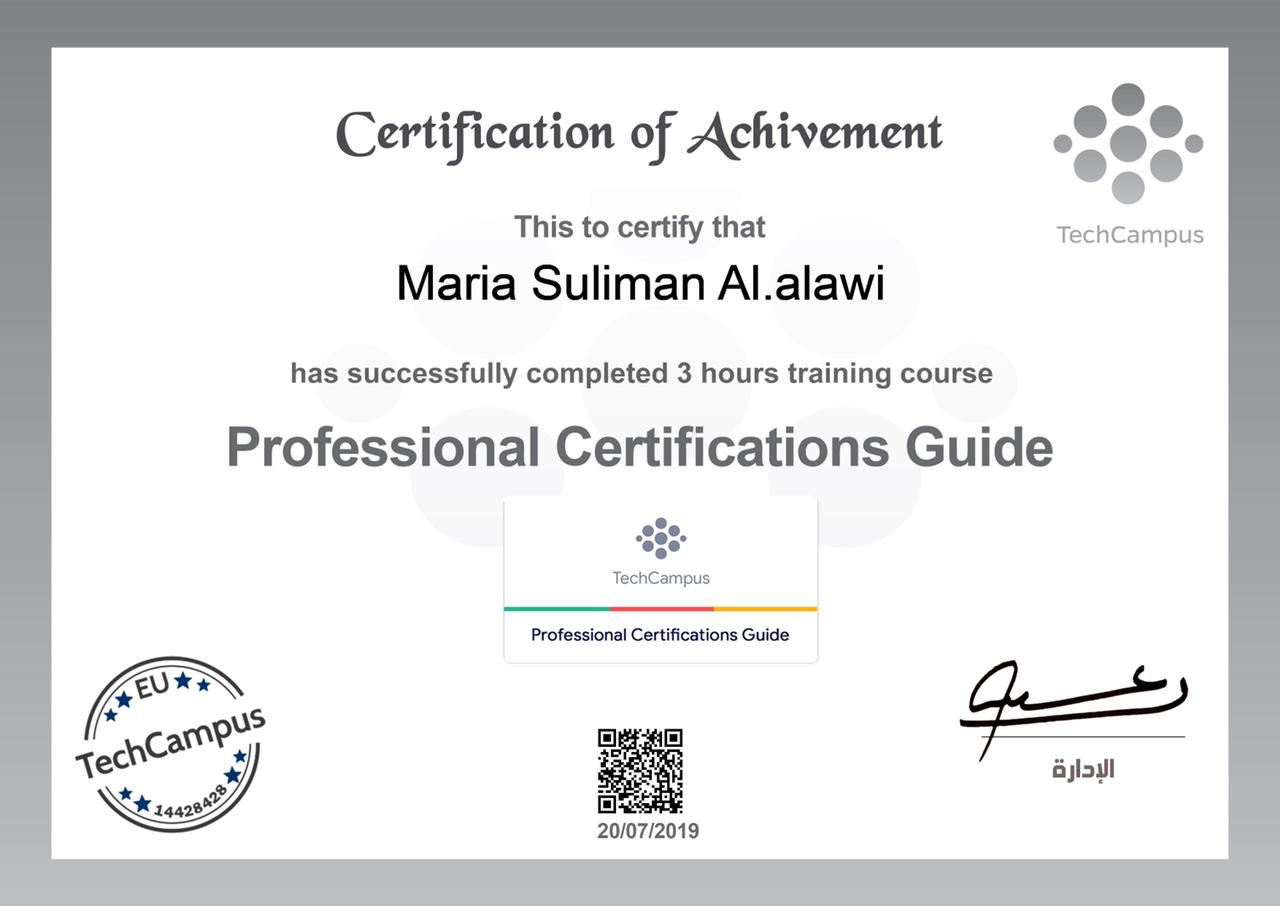 Certification of Achivement
TechCampus
This to certify that
Maria Suliman Al.alawi
has successfully completed 3 hours training course
Professional Certifications Guide
TechCampus
Professional Certifications Guide
EU
TechCampus
14428428
الإدارة
20/07/2019